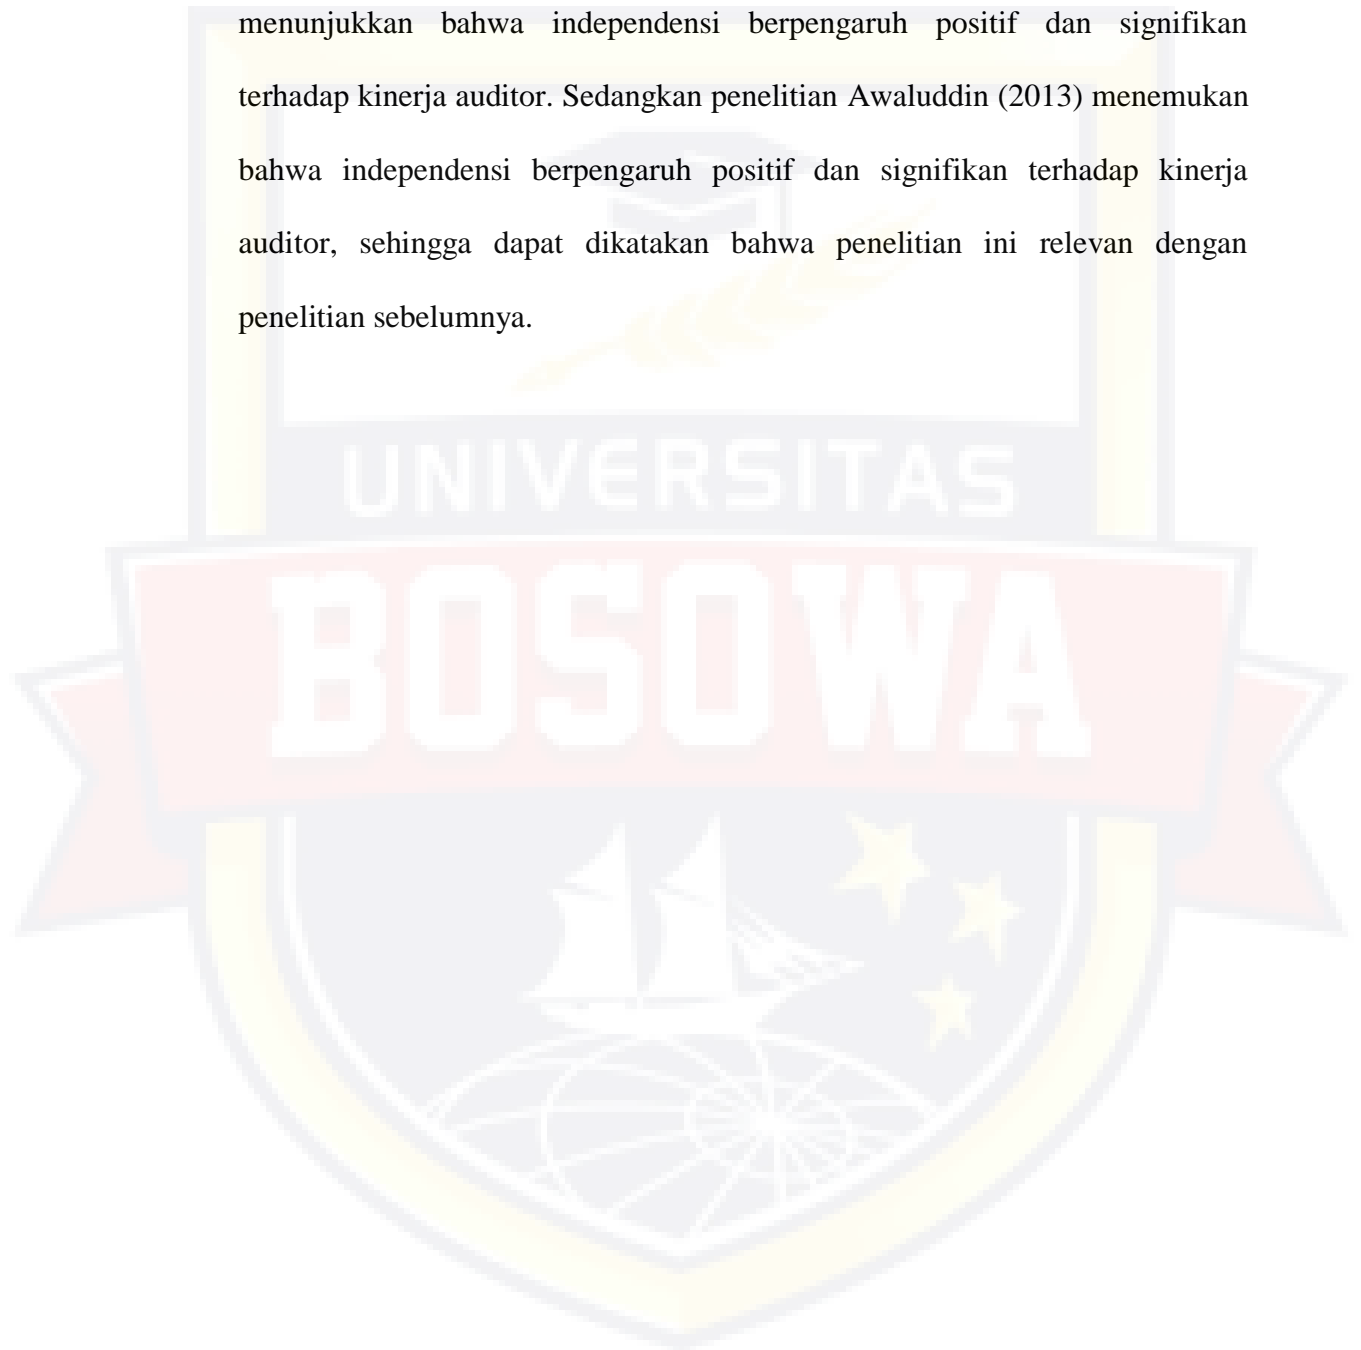 menunjukkan bahwa independensi berpengaruh positif dan signifikan
terhadap kinerja auditor. Sedangkan penelitian Awaluddin (2013) menemukan
bahwa independensi berpengaruh positif dan signifikan terhadap kinerja
auditor, sehingga dapat dikatakan bahwa penelitian ini relevan dengan
penelitian sebelumnya.
UNIVERSITAS
BOSOWA